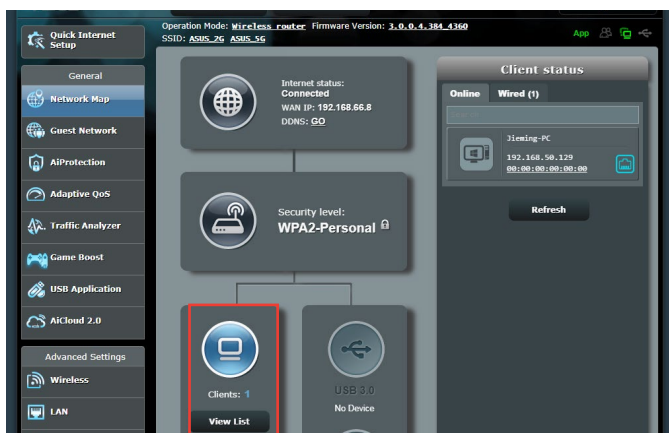 Operation Mode: Wireless router Firmware Version: 3.0.0.4.384_4360
SSID: ASUS_2G ASUS_5G
App
Quick Internet
Setup
General
Network Map
Guest Network
AiProtection
Adaptive QoS
Traffic Analyzer
Game Boost
USB Application
AiCloud 2.0
Advanced Settings
Wireless
LAN
Internet status:
Connected
WAN IP: 192.168.66.8
DDNS: GO
Security level:
WPA2-Personal
Clients: 1
View List
USB 3.0
No Device
Client status
Online Wired (1)
Jieming-PC
192.168.50.129
00:00:00:00:00:00
Refresh